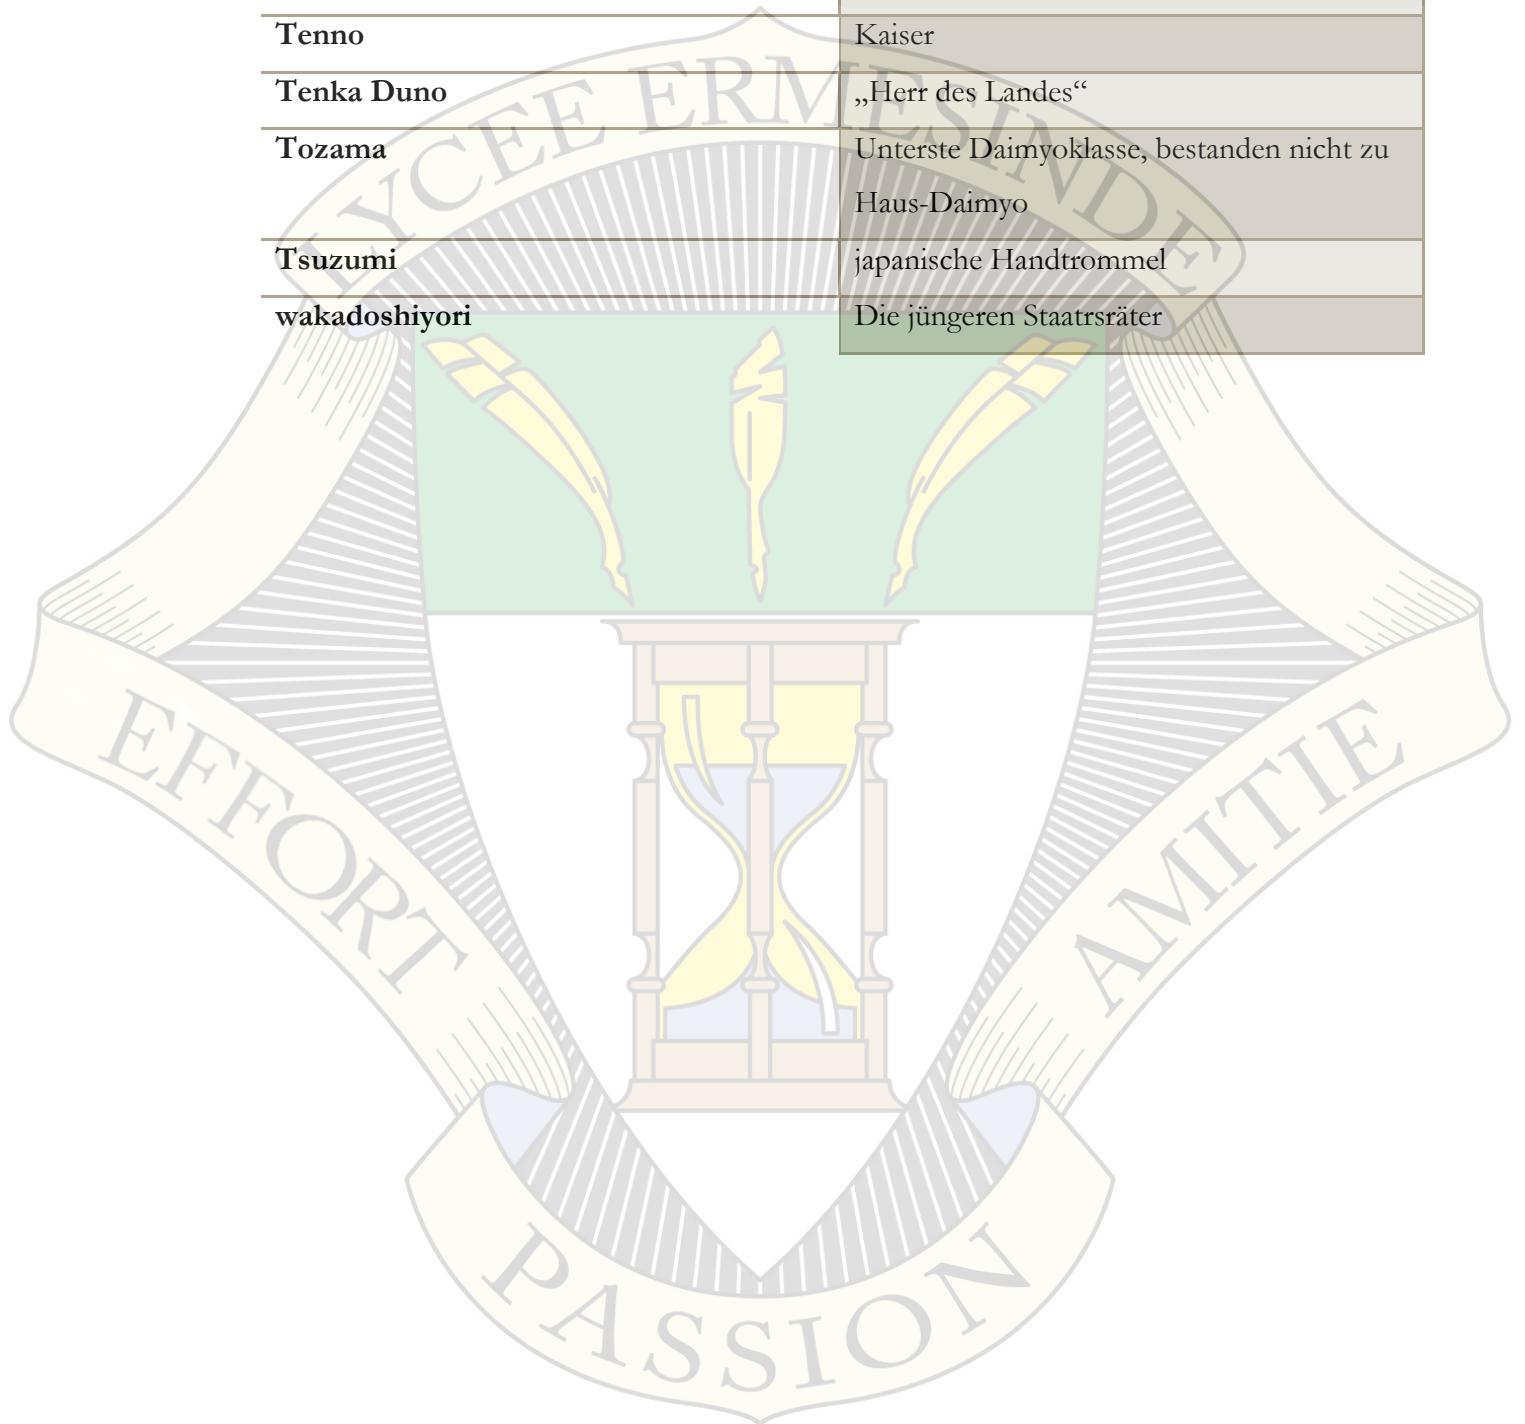 Tenno Kaiser
Tenka Duno „Herr des Landes“
Tozama Unterste Daimyoklasse, bestanden nicht zu
Haus-Daimyo
Tsuzumi japanische Handtrommel
wakadoshiyori Die jüngeren Staatrsräter
LYCEE ERMESINDE
EFFORT
AMITIE
PASSION